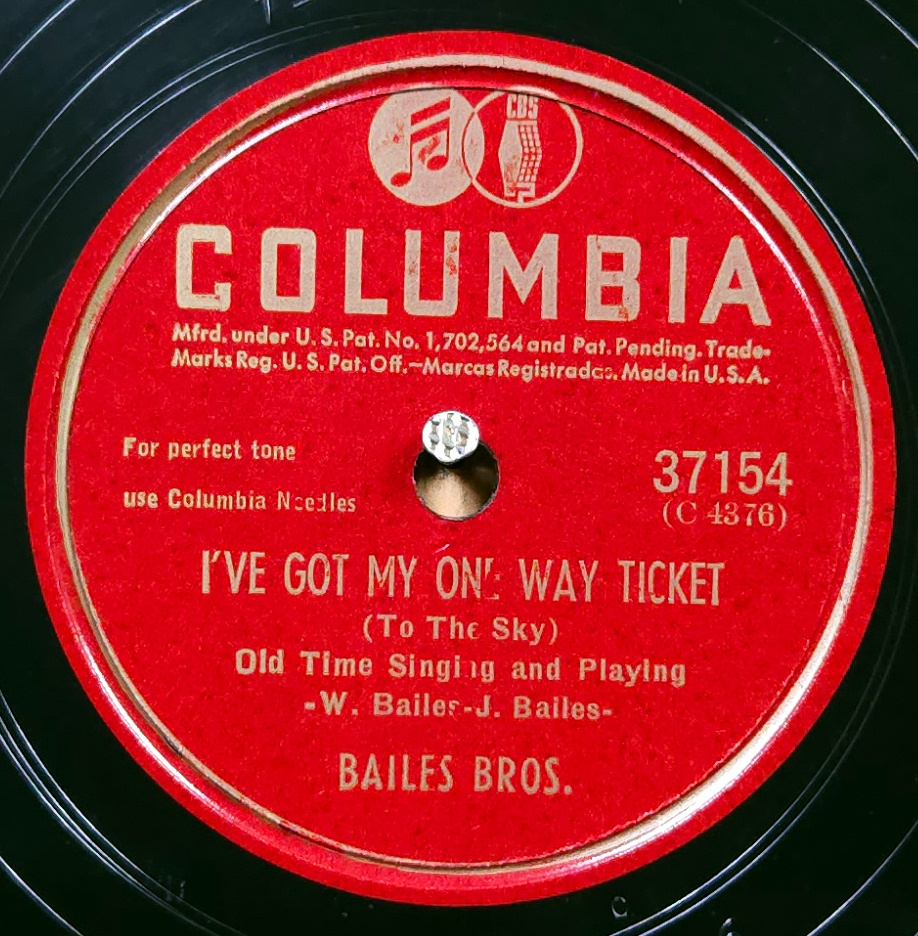 CBS
COLUMBIA
Mfrd. under U. S. Pat. No. 1,702,564 and Pat. Pending. Trade-
Marks Reg. U. S. Pat. Off.—Marcas Registradas. Made in U.S.A.
For perfect tone
use Columbia Needles
37154
(C 4376)
I'VE GOT MY ONE WAY TICKET
(To The Sky)
Old Time Singing and Playing
-W. Bailes-J. Bailes-
BAILES BROS.